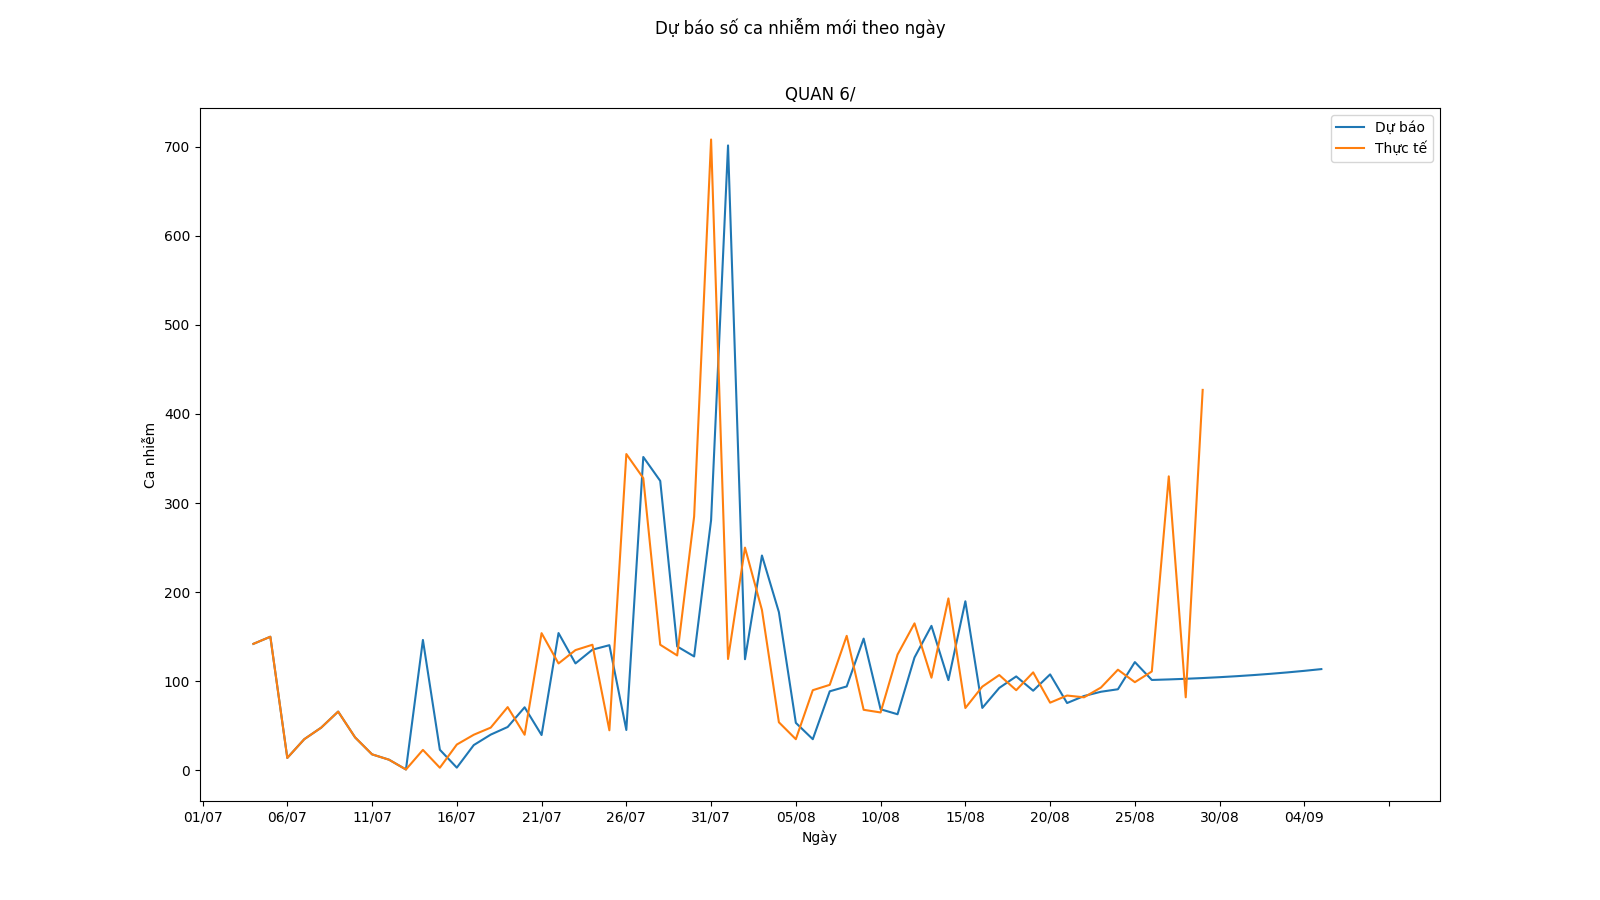 Dự báo số ca nhiễm mới theo ngày
QUAN 6/
Dự báo
Thực tế
700
600
500
400
300
200
100
0
Ca nhiễm
01/07 06/07 11/07 16/07 21/07 26/07 31/07 05/08 10/08 15/08 20/08 25/08 30/08 04/09
Ngày